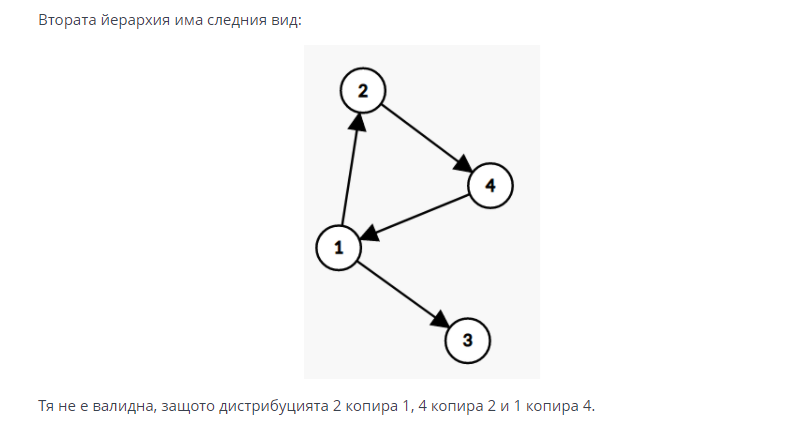 Втората йерархия има следния вид:
2
4
1
3
Тя не е валидна, защото дистрибуцията 2 копира 1, 4 копира 2 и 1 копира 4.